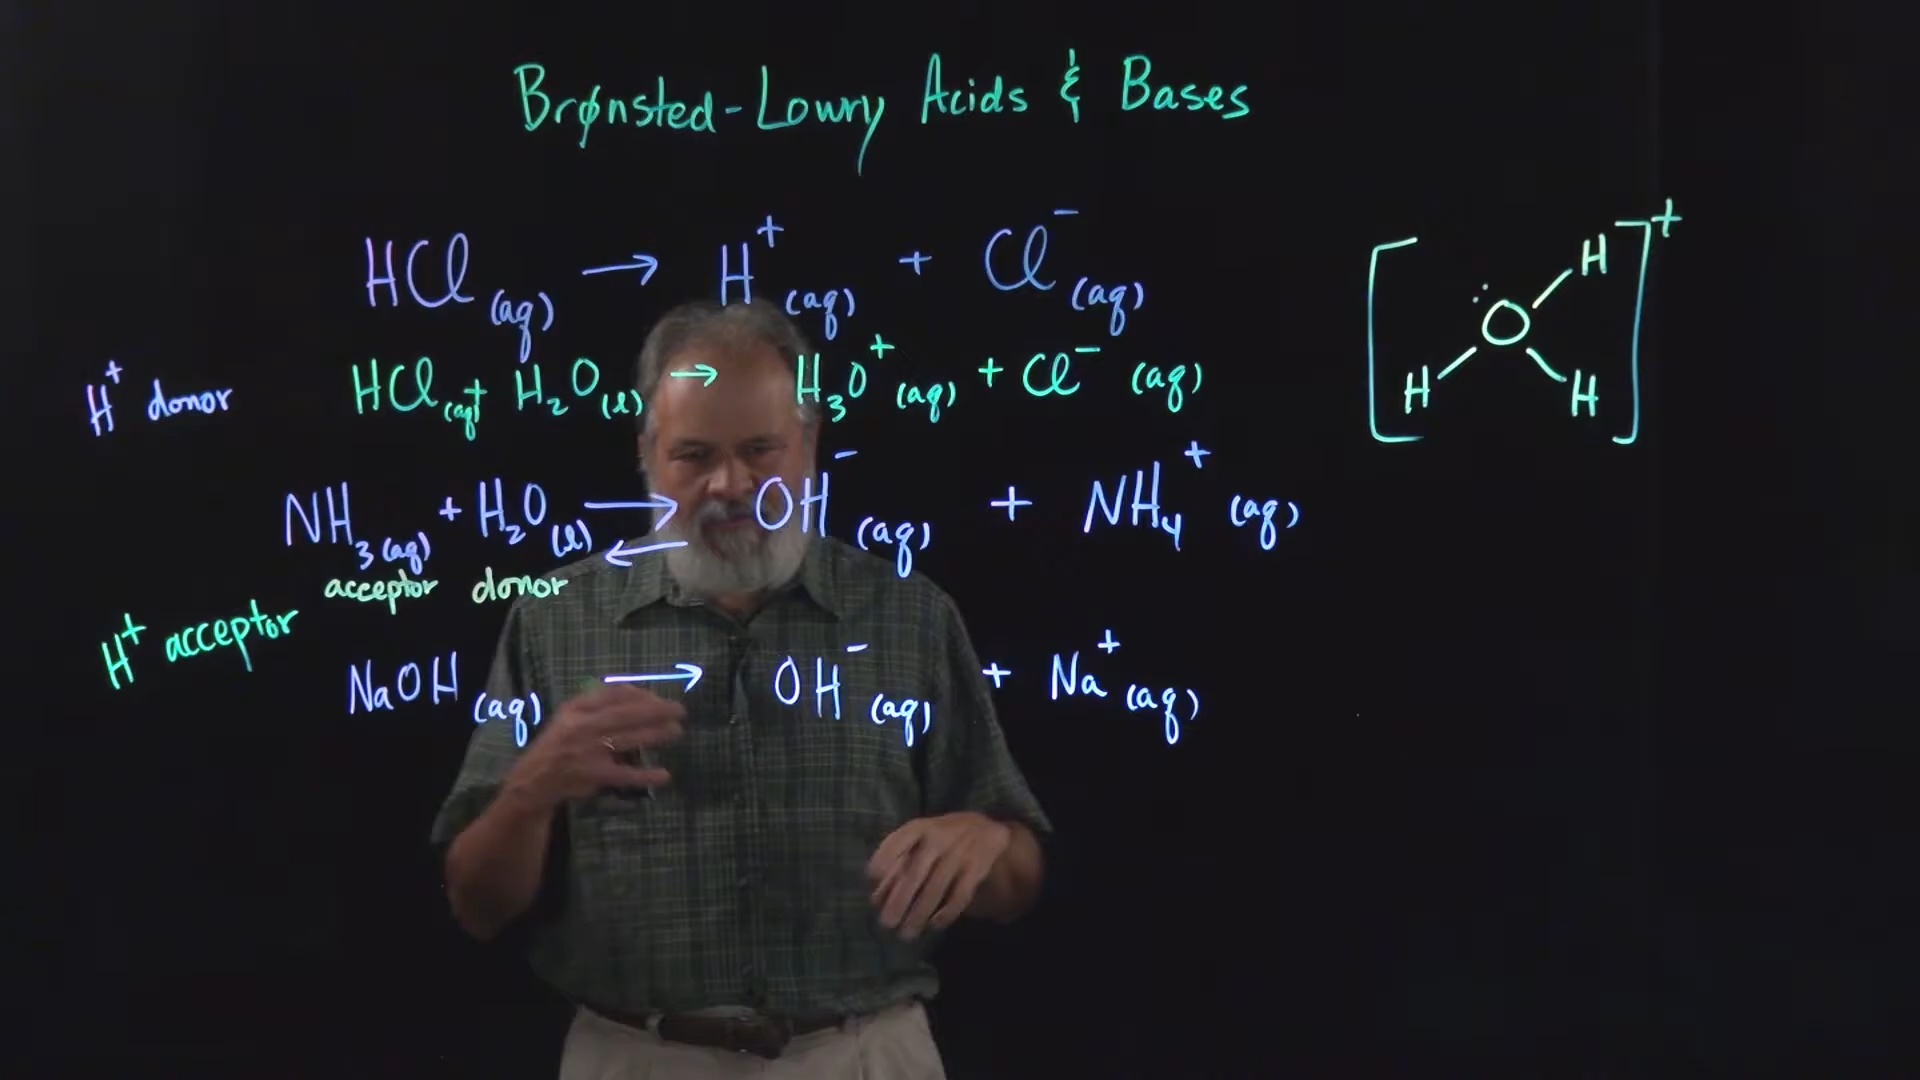 Brønsted-Lowry Acids & Bases
HCl (aq) → H⁺ (aq) + Cl⁻ (aq)
H⁺ donor
HCl (aq) + H₂O (l) → H₃O⁺ (aq) + Cl⁻ (aq)
NH₃ (aq) + H₂O (l) ⇄ OH⁻ (aq) + NH₄⁺ (aq)
acceptor donor
H⁺ acceptor
NaOH (aq) → OH⁻ (aq) + Na⁺ (aq)
[H O H H]⁺